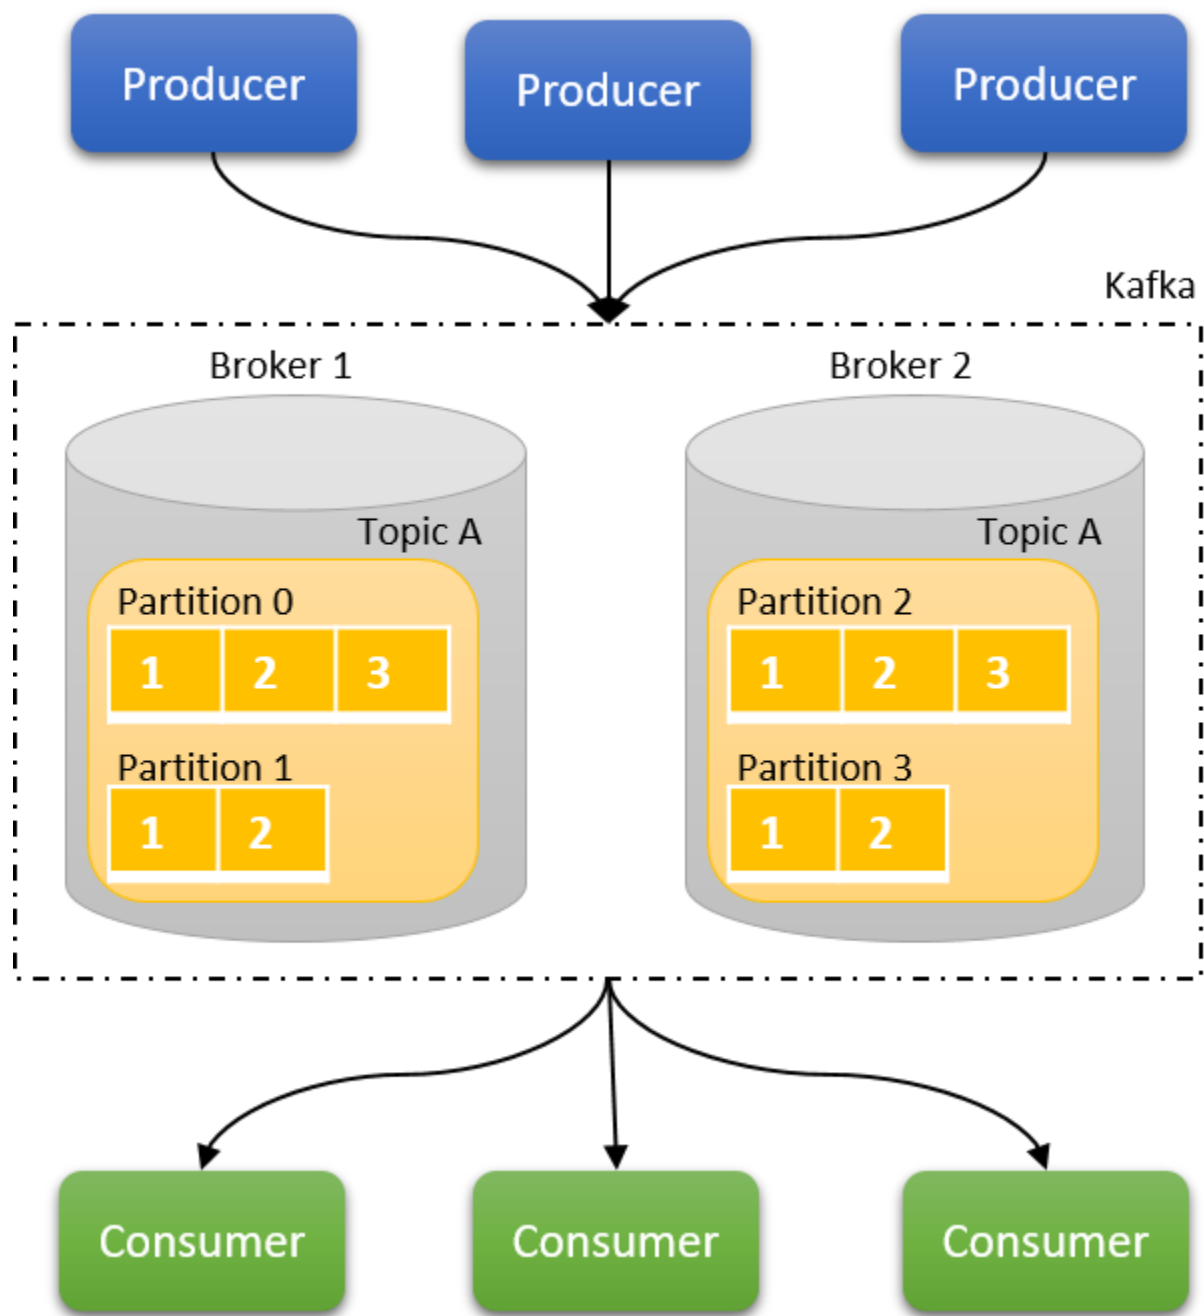 Producer
Producer
Producer
Kafka
Broker 1
Topic A
Partition 0
1 2 3
Partition 1
1 2
Broker 2
Topic A
Partition 2
1 2 3
Partition 3
1 2
Consumer
Consumer
Consumer